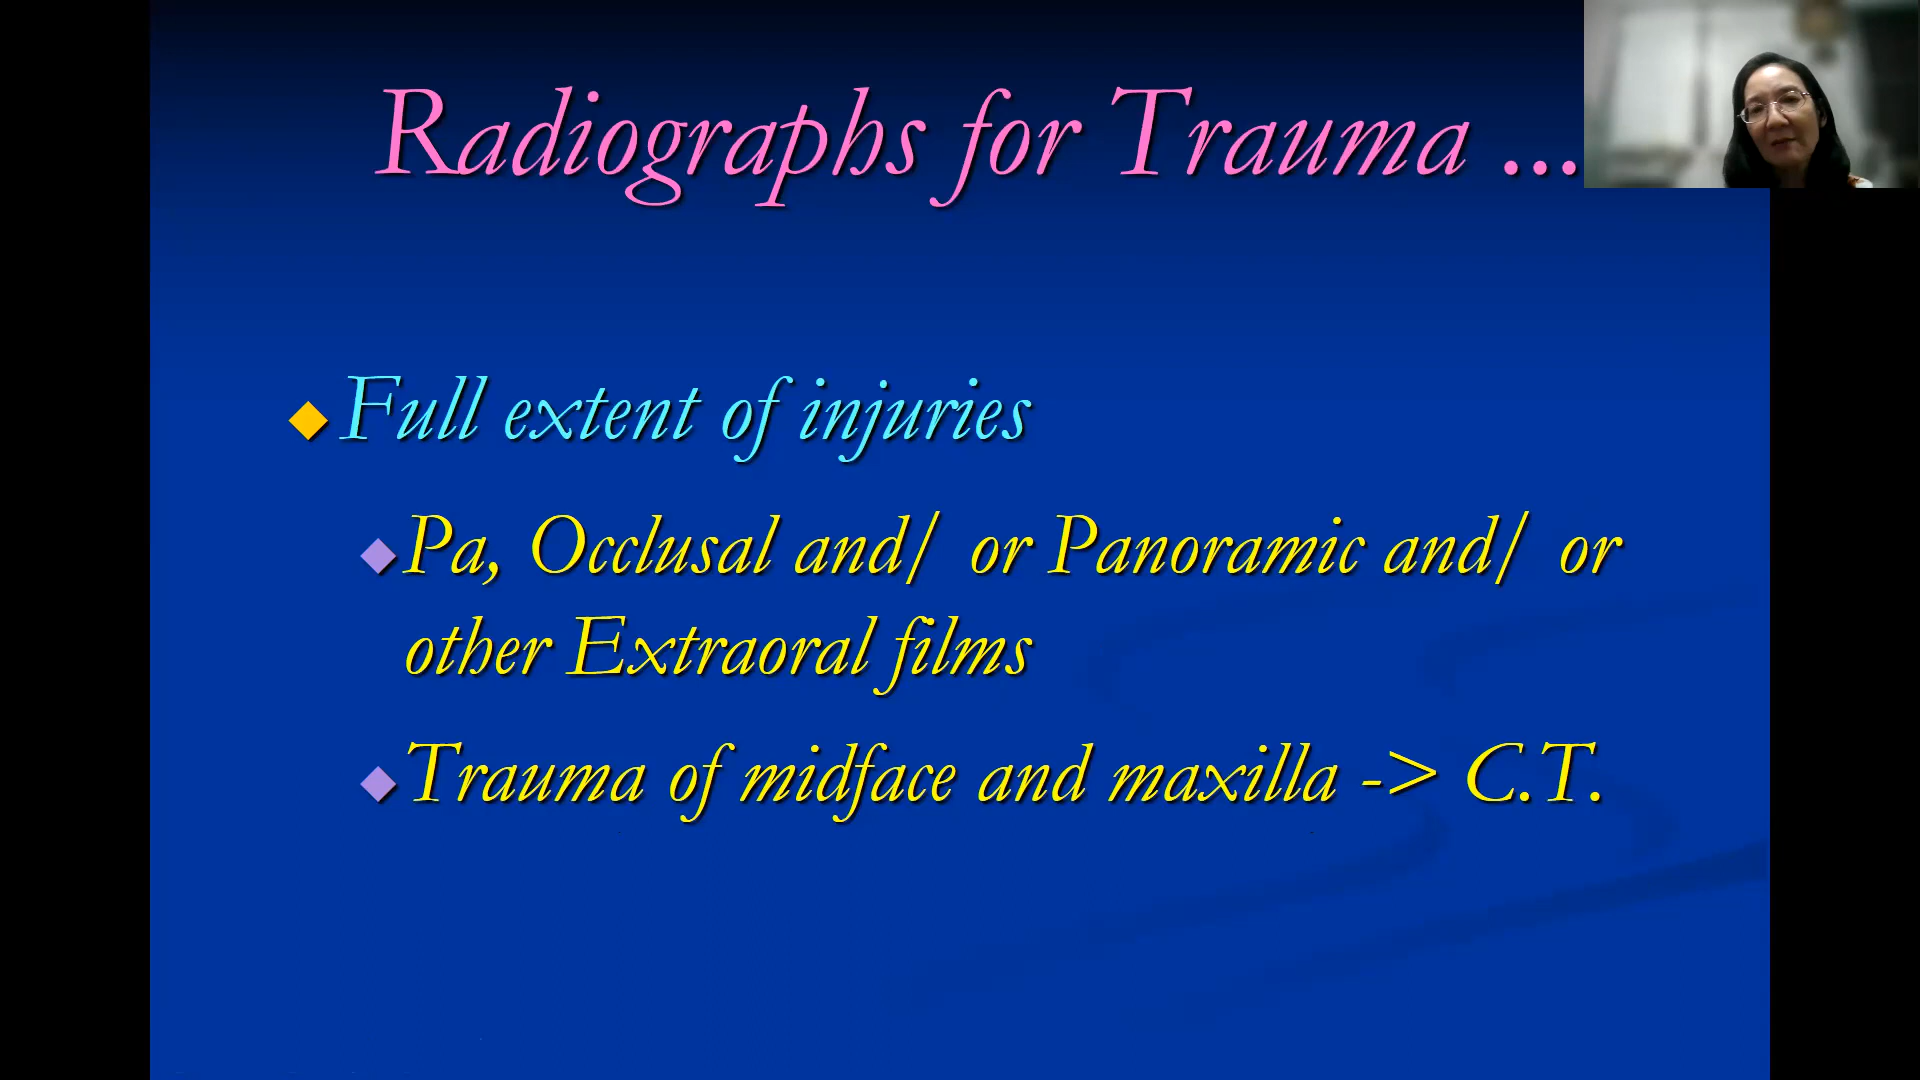 Radiographs for Trauma ...
Full extent of injuries
Pa, Occlusal and/ or Panoramic and/ or
other Extraoral films
Trauma of midface and maxilla -> C.T.